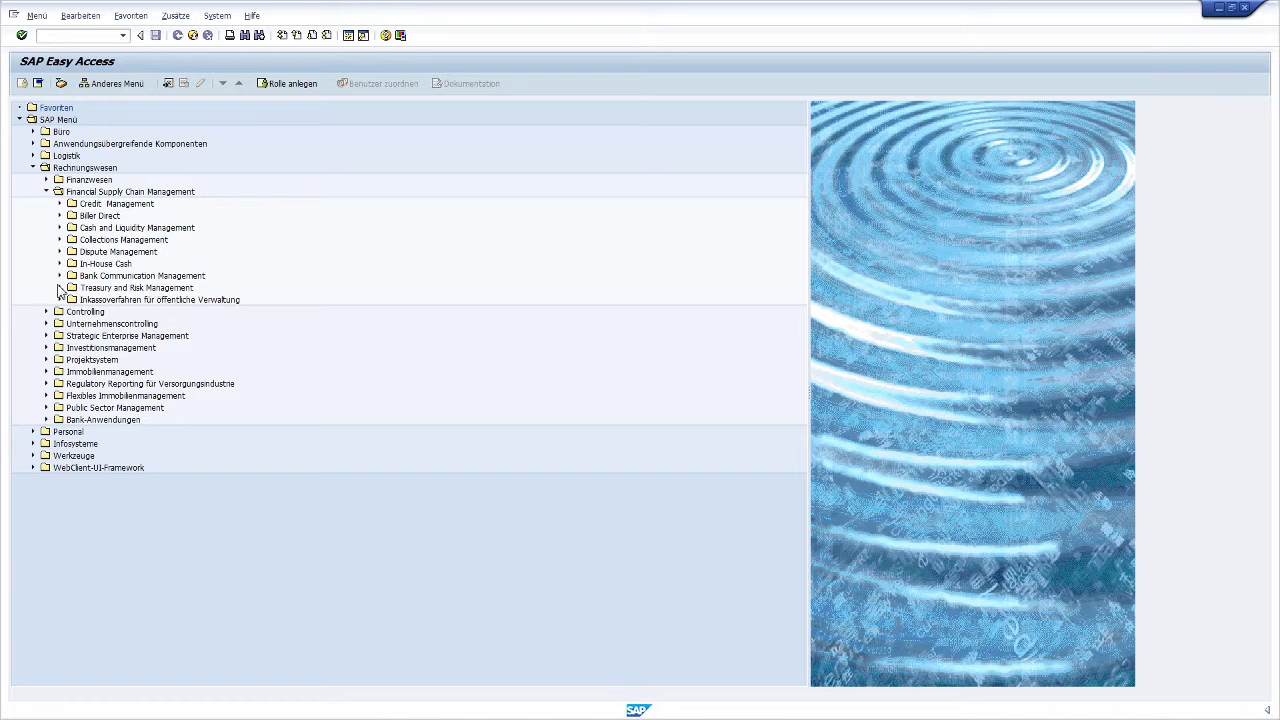 Menü Bearbeiten Favoriten Zusätze System Hilfe
SAP Easy Access
Anderes Menü Rolle anlegen Benutzer zuordnen Dokumentation
Favoriten
SAP Menü
Büro
Anwendungsübergreifende Komponenten
Logistik
Rechnungswesen
Finanzwesen
Financial Supply Chain Management
Credit Management
Biller Direct
Cash and Liquidity Management
Collections Management
Dispute Management
In-House Cash
Bank Communication Management
Treasury and Risk Management
Inkassoverfahren für öffentliche Verwaltung
Controlling
Unternehmenscontrolling
Strategic Enterprise Management
Investitionsmanagement
Projektsystem
Immobilienmanagement
Regulatory Reporting für Versorgungsindustrie
Flexibles Immobilienmanagement
Public Sector Management
Bank-Anwendungen
Personal
Infosysteme
Werkzeuge
WebClient-UI-Framework
SAP